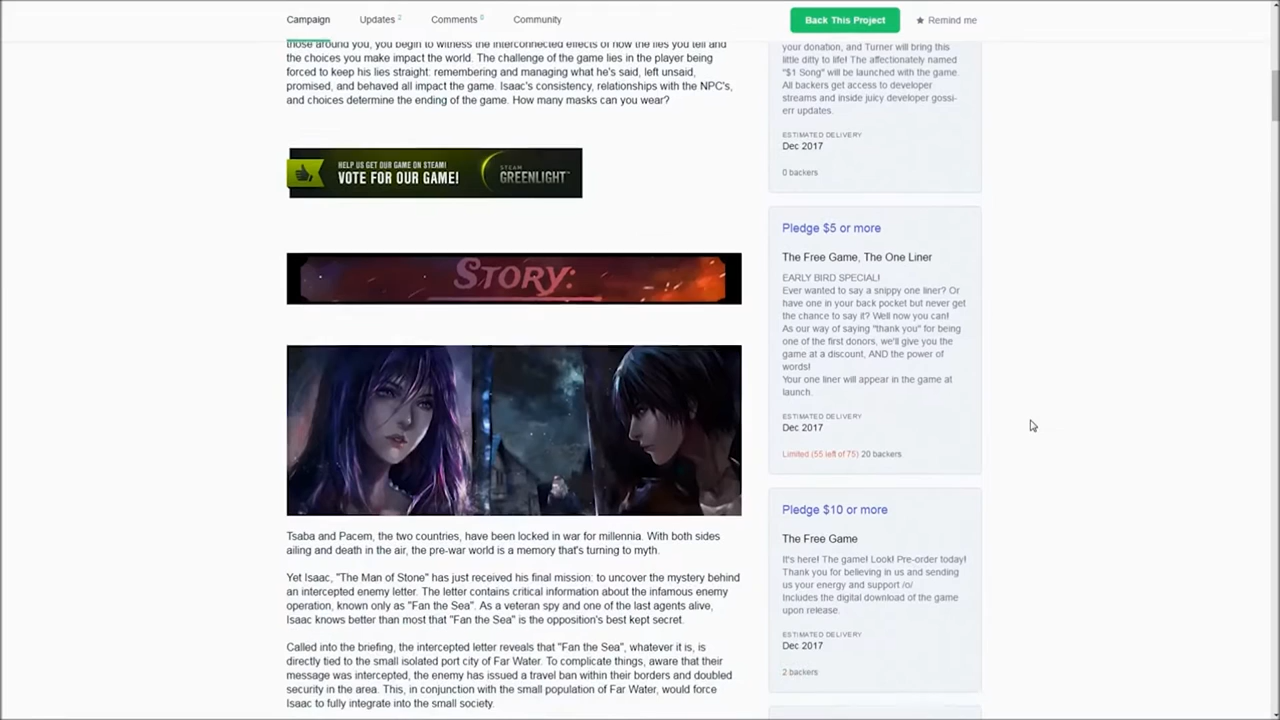 Campaign
Updates 2
Comments 0
Community
Back This Project
Remind me
those around you, you begin to witness the interconnected effects of how the lies you tell and
the choices you make impact the world. The challenge of the game lies in the player being
forced to keep his lies straight: remembering and managing what he's said, left unsaid,
promised, and behaved all impact the game. Isaac's consistency, relationships with the NPC's,
and choices determine the ending of the game. How many masks can you wear?
HELP US GET OUR GAME ON STEAM!
VOTE FOR OUR GAME!
STEAM
GREENLIGHT™
STORY:
Tsaba and Pacem, the two countries, have been locked in war for millennia. With both sides
ailing and death in the air, the pre-war world is a memory that's turning to myth.
Yet Isaac, "The Man of Stone" has just received his final mission: to uncover the mystery behind
an intercepted enemy letter. The letter contains critical information about the infamous enemy
operation, known only as "Fan the Sea". As a veteran spy and one of the last agents alive,
Isaac knows better than most that "Fan the Sea" is the opposition's best kept secret.
Called into the briefing, the intercepted letter reveals that "Fan the Sea", whatever it is, is
directly tied to the small isolated port city of Far Water. To complicate things, aware that their
message was intercepted, the enemy has issued a travel ban within their borders and doubled
security in the area. This, in conjunction with the small population of Far Water, would force
Isaac to fully integrate into the small society.
your donation, and Turner will bring this
little ditty to life! The affectionately named
"$1 Song" will be launched with the game.
All backers get access to developer
streams and inside juicy developer gossi-
err updates.
ESTIMATED DELIVERY
Dec 2017
0 backers
Pledge $5 or more
The Free Game, The One Liner
EARLY BIRD SPECIAL!
Ever wanted to say a snippy one liner? Or
have one in your back pocket but never get
the chance to say it? Well now you can!
As our way of saying "thank you" for being
one of the first donors, we'll give you the
game at a discount, AND the power of
words!
Your one liner will appear in the game at
launch.
ESTIMATED DELIVERY
Dec 2017
Limited (55 left of 75) 20 backers
Pledge $10 or more
The Free Game
It's here! The game! Look! Pre-order today!
Thank you for believing in us and sending
us your energy and support /o/
Includes the digital download of the game
upon release.
ESTIMATED DELIVERY
Dec 2017
2 backers